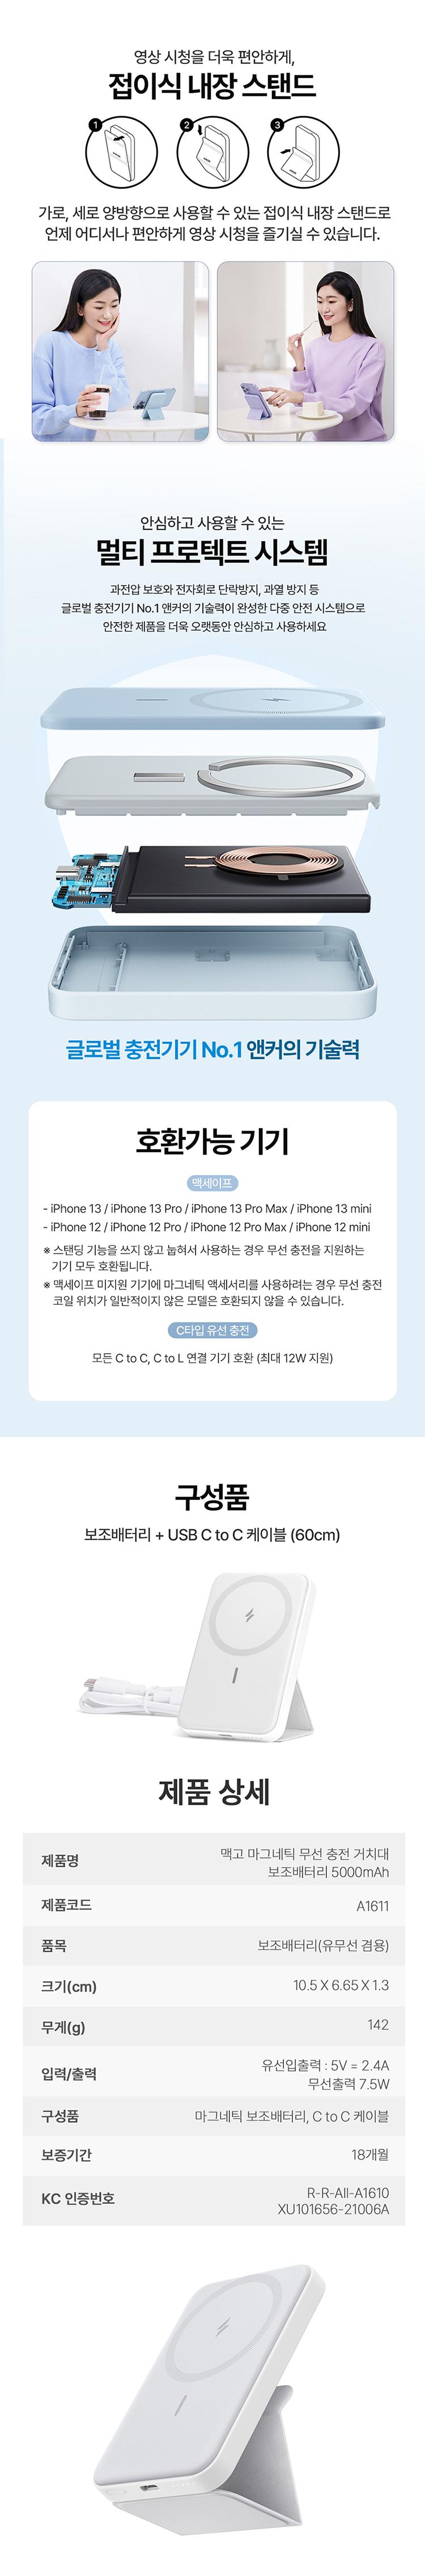 영상 시청을 더욱 편안하게,
접이식 내장 스탠드
1
2
3
가로, 세로 양방향으로 사용할 수 있는 접이식 내장 스탠드로
언제 어디서나 편안하게 영상 시청을 즐기실 수 있습니다.
안심하고 사용할 수 있는
멀티 프로텍트 시스템
과전압 보호와 전자회로 단락방지, 과열 방지 등
글로벌 충전기기 No.1 앤커의 기술력이 완성한 다중 안전 시스템으로
안전한 제품을 더욱 오랫동안 안심하고 사용하세요
글로벌 충전기기 No.1 앤커의 기술력
호환가능 기기
맥세이프
- iPhone 13 / iPhone 13 Pro / iPhone 13 Pro Max / iPhone 13 mini
- iPhone 12 / iPhone 12 Pro / iPhone 12 Pro Max / iPhone 12 mini
※ 스탠딩 기능을 쓰지 않고 눕혀서 사용하는 경우 무선 충전을 지원하는
기기 모두 호환됩니다.
※ 맥세이프 미지원 기기에 마그네틱 액세서리를 사용하려는 경우 무선 충전
코일 위치가 일반적이지 않은 모델은 호환되지 않을 수 있습니다.
C타입 유선 충전
모든 C to C, C to L 연결 기기 호환 (최대 12W 지원)
구성품
보조배터리 + USB C to C 케이블 (60cm)
제품 상세
제품명
맥고 마그네틱 무선 충전 거치대
보조배터리 5000mAh
제품코드
A1611
품목
보조배터리(유무선 겸용)
크기(cm)
10.5 X 6.65 X 1.3
무게(g)
142
입력/출력
유선입출력 : 5V = 2.4A
무선출력 7.5W
구성품
마그네틱 보조배터리, C to C 케이블
보증기간
18개월
KC 인증번호
R-R-AII-A1610
XU101656-21006A